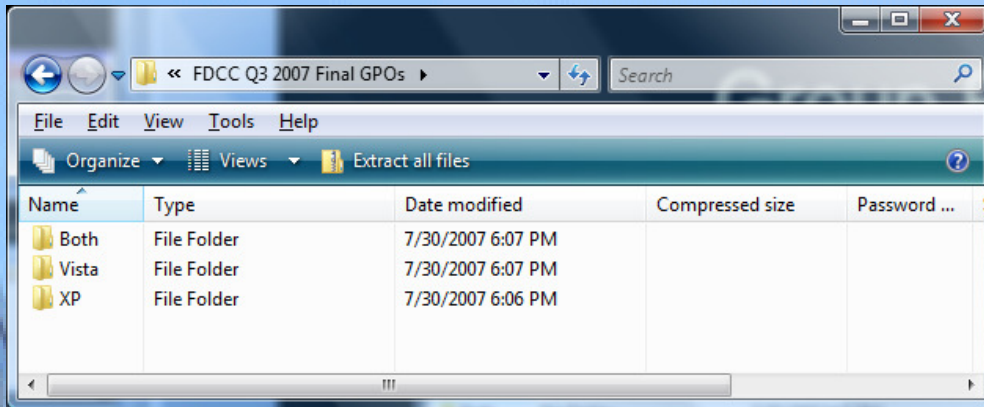 « FDCC Q3 2007 Final GPOs Search
File Edit View Tools Help
Organize Views Extract all files
Name Type Date modified Compressed size Password ...
Both File Folder 7/30/2007 6:07 PM
Vista File Folder 7/30/2007 6:07 PM
XP File Folder 7/30/2007 6:06 PM